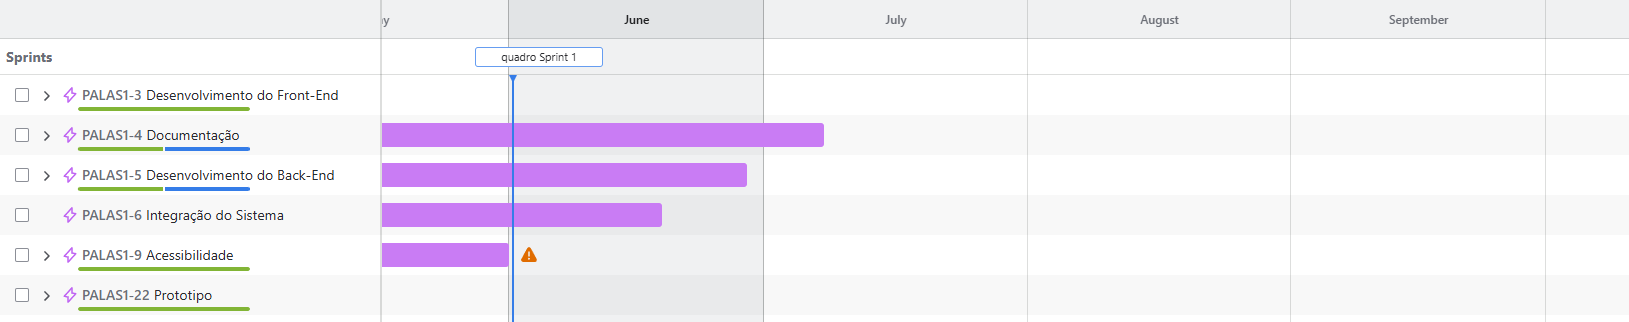 y June July August September
Sprints
quadro Sprint 1
PALAS1-3 Desenvolvimento do Front-End
PALAS1-4 Documentação
PALAS1-5 Desenvolvimento do Back-End
PALAS1-6 Integração do Sistema
PALAS1-9 Acessibilidade
PALAS1-22 Prototipo